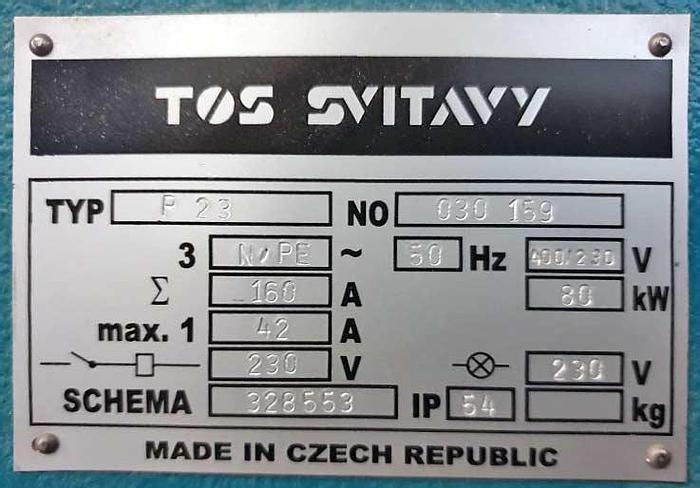 TOS SVITAVY
TYP P 23 NO 030 159
3 N/PE ~ 50 Hz 400/230 V
Σ 160 A 80 kW
max. 1 42 A
230 V 230 V
SCHEMA 328553 IP 54 kg
MADE IN CZECH REPUBLIC